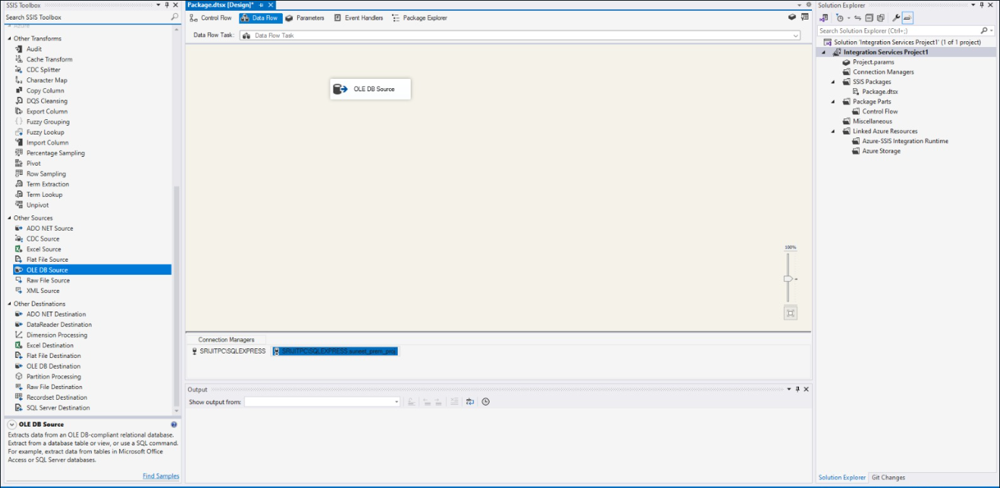 SSIS Toolbox
Search SSIS Toolbox
Azure
Other Transforms
Audit
Cache Transform
CDC Splitter
Character Map
Copy Column
DQS Cleansing
Export Column
Fuzzy Grouping
Fuzzy Lookup
Import Column
Percentage Sampling
Pivot
Row Sampling
Term Extraction
Term Lookup
Unpivot
Other Sources
ADO NET Source
CDC Source
Excel Source
Flat File Source
OLE DB Source
Raw File Source
XML Source
Other Destinations
ADO NET Destination
DataReader Destination
Dimension Processing
Excel Destination
Flat File Destination
OLE DB Destination
Partition Processing
Raw File Destination
Recordset Destination
SQL Server Destination
OLE DB Source
Extracts data from an OLE DB-compliant relational database.
Extract from a database table or view, or use a SQL command.
For example, extract data from tables in Microsoft Office
Access or SQL Server databases.
Find Samples
Package.dtsx [Design]*
Control Flow Data Flow Parameters Event Handlers Package Explorer
Data Flow Task: Data Flow Task
OLE DB Source
100%
Connection Managers
SRIJITPC\SQLEXPRESS SRIJITPC\SQLEXPRESS.suneet_prem_proj
Output
Show output from:
Solution Explorer
Search Solution Explorer (Ctrl+;)
Solution 'Integration Services Project1' (1 of 1 project)
Integration Services Project1
Project.params
Connection Managers
SSIS Packages
Package.dtsx
Package Parts
Control Flow
Miscellaneous
Linked Azure Resources
Azure-SSIS Integration Runtime
Azure Storage
Solution Explorer Git Changes